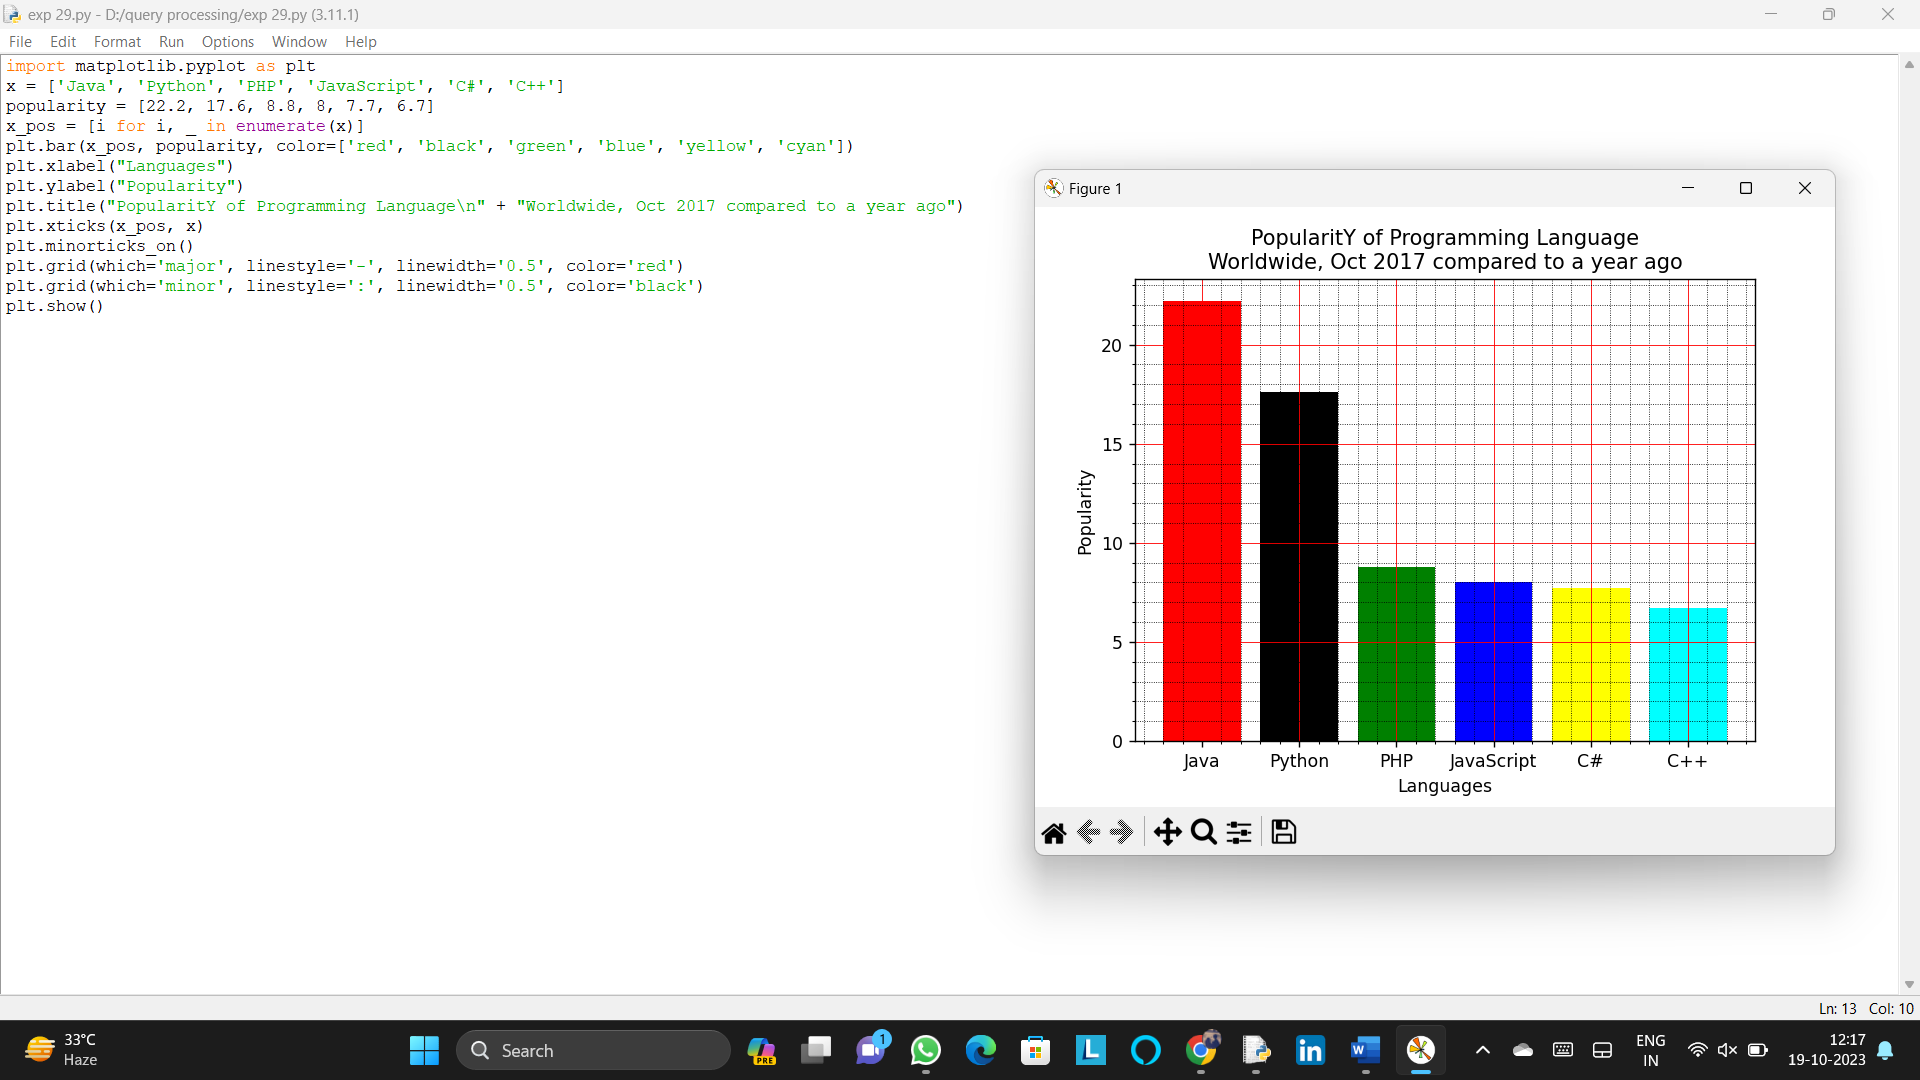 exp 29.py - D:/query processing/exp 29.py (3.11.1)
File Edit Format Run Options Window Help
import matplotlib.pyplot as plt
x = ['Java', 'Python', 'PHP', 'JavaScript', 'C#', 'C++']
popularity = [22.2, 17.6, 8.8, 8, 7.7, 6.7]
x_pos = [i for i, _ in enumerate(x)]
plt.bar(x_pos, popularity, color=['red', 'black', 'green', 'blue', 'yellow', 'cyan'])
plt.xlabel("Languages")
plt.ylabel("Popularity")
plt.title("PopularitY of Programming Language\n" + "Worldwide, Oct 2017 compared to a year ago")
plt.xticks(x_pos, x)
plt.minorticks_on()
plt.grid(which='major', linestyle='-', linewidth='0.5', color='red')
plt.grid(which='minor', linestyle=':', linewidth='0.5', color='black')
plt.show()
Figure 1
PopularitY of Programming Language
Worldwide, Oct 2017 compared to a year ago
Popularity
20
15
10
5
0
Java Python PHP JavaScript C# C++
Languages
Ln: 13 Col: 10
33°C
Haze
Search
PRE
1
L
in
W
ENG
IN
12:17
19-10-2023